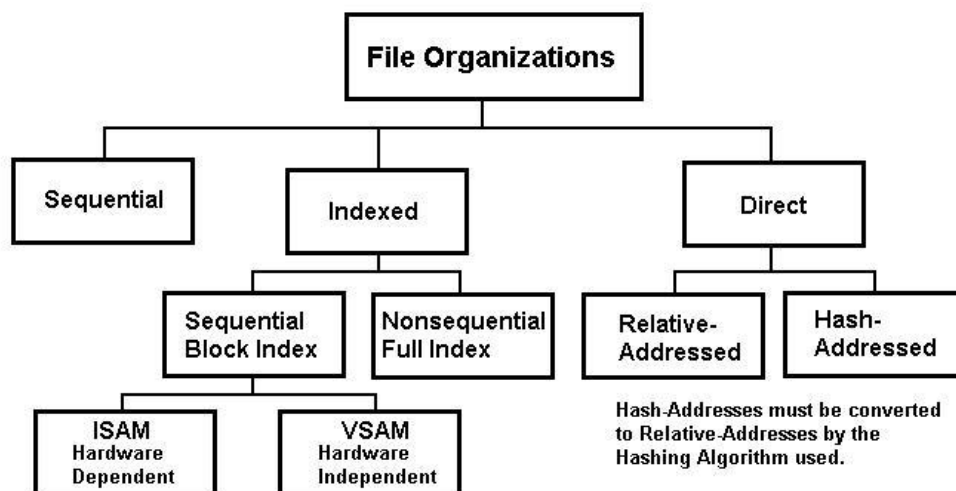 File Organizations
Sequential
Indexed
Direct
Sequential
Block Index
Nonsequential
Full Index
Relative-
Addressed
Hash-
Addressed
ISAM
Hardware
Dependent
VSAM
Hardware
Independent
Hash-Addresses must be converted
to Relative-Addresses by the
Hashing Algorithm used.